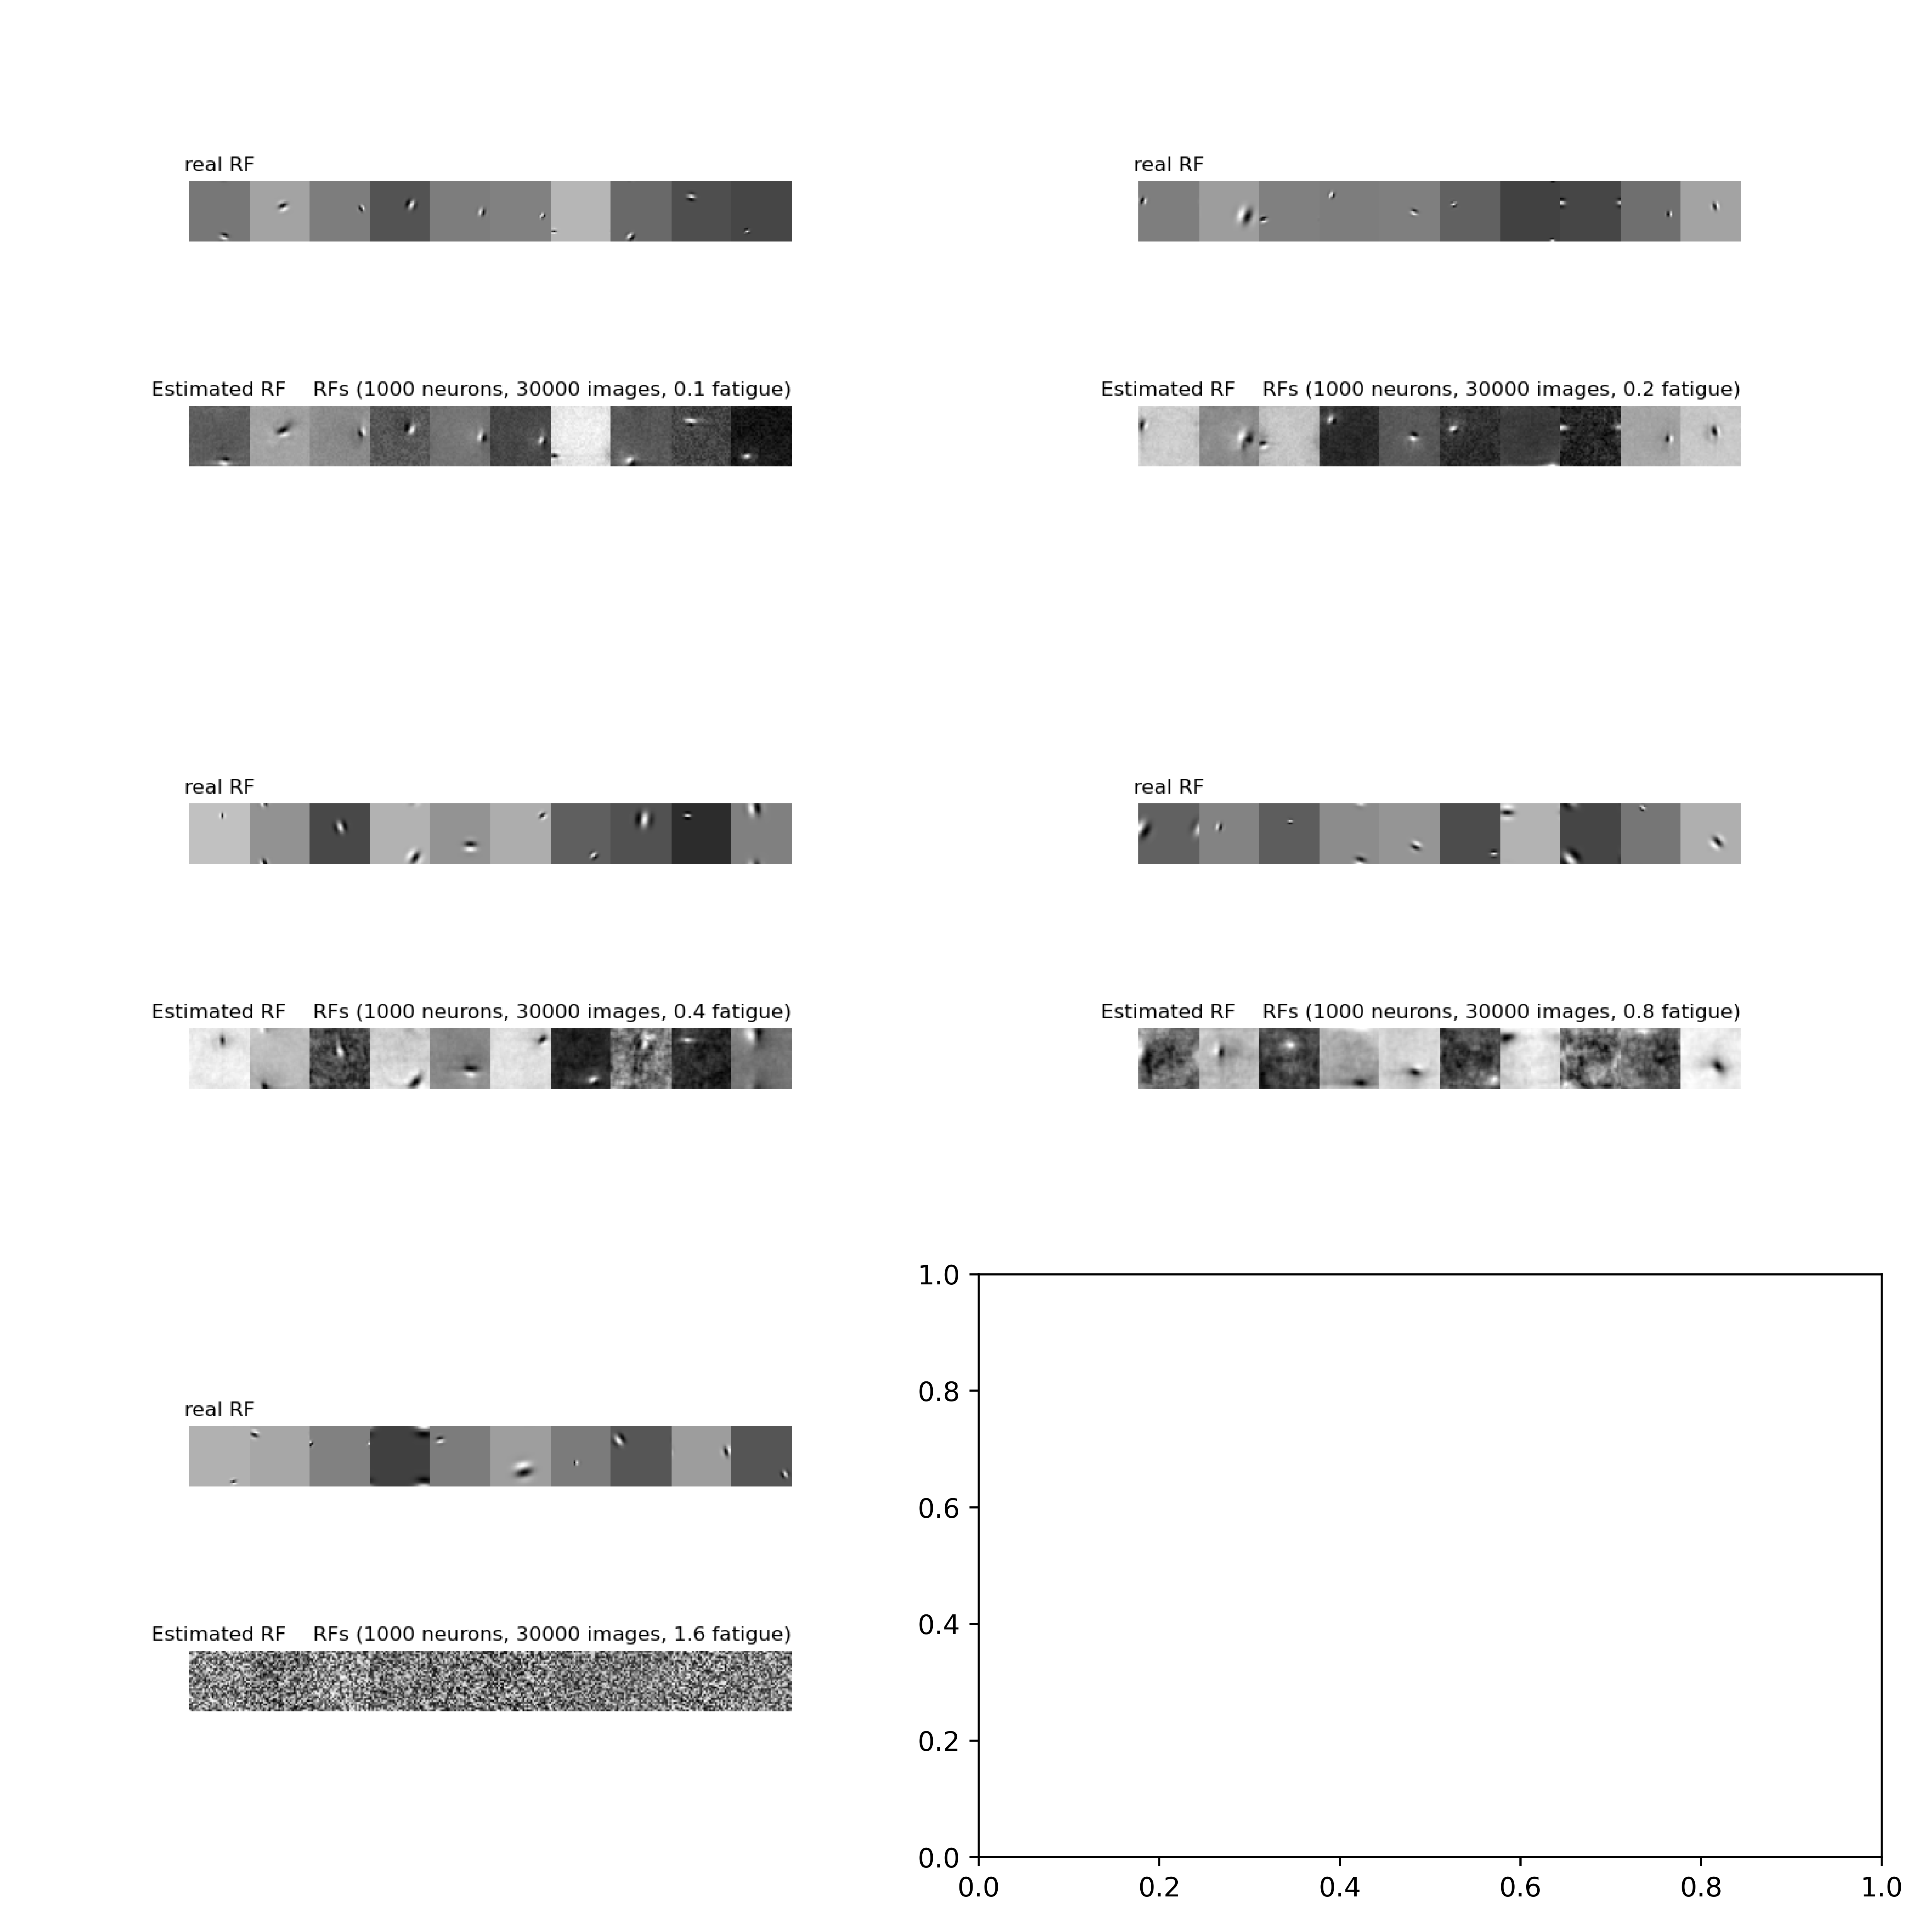 real RF
real RF
Estimated RF RFs (1000 neurons, 30000 images, 0.1 fatigue)
Estimated RF RFs (1000 neurons, 30000 images, 0.2 fatigue)
real RF
real RF
Estimated RF RFs (1000 neurons, 30000 images, 0.4 fatigue)
Estimated RF RFs (1000 neurons, 30000 images, 0.8 fatigue)
real RF
Estimated RF RFs (1000 neurons, 30000 images, 1.6 fatigue)
1.0
0.8
0.6
0.4
0.2
0.0
0.0 0.2 0.4 0.6 0.8 1.0